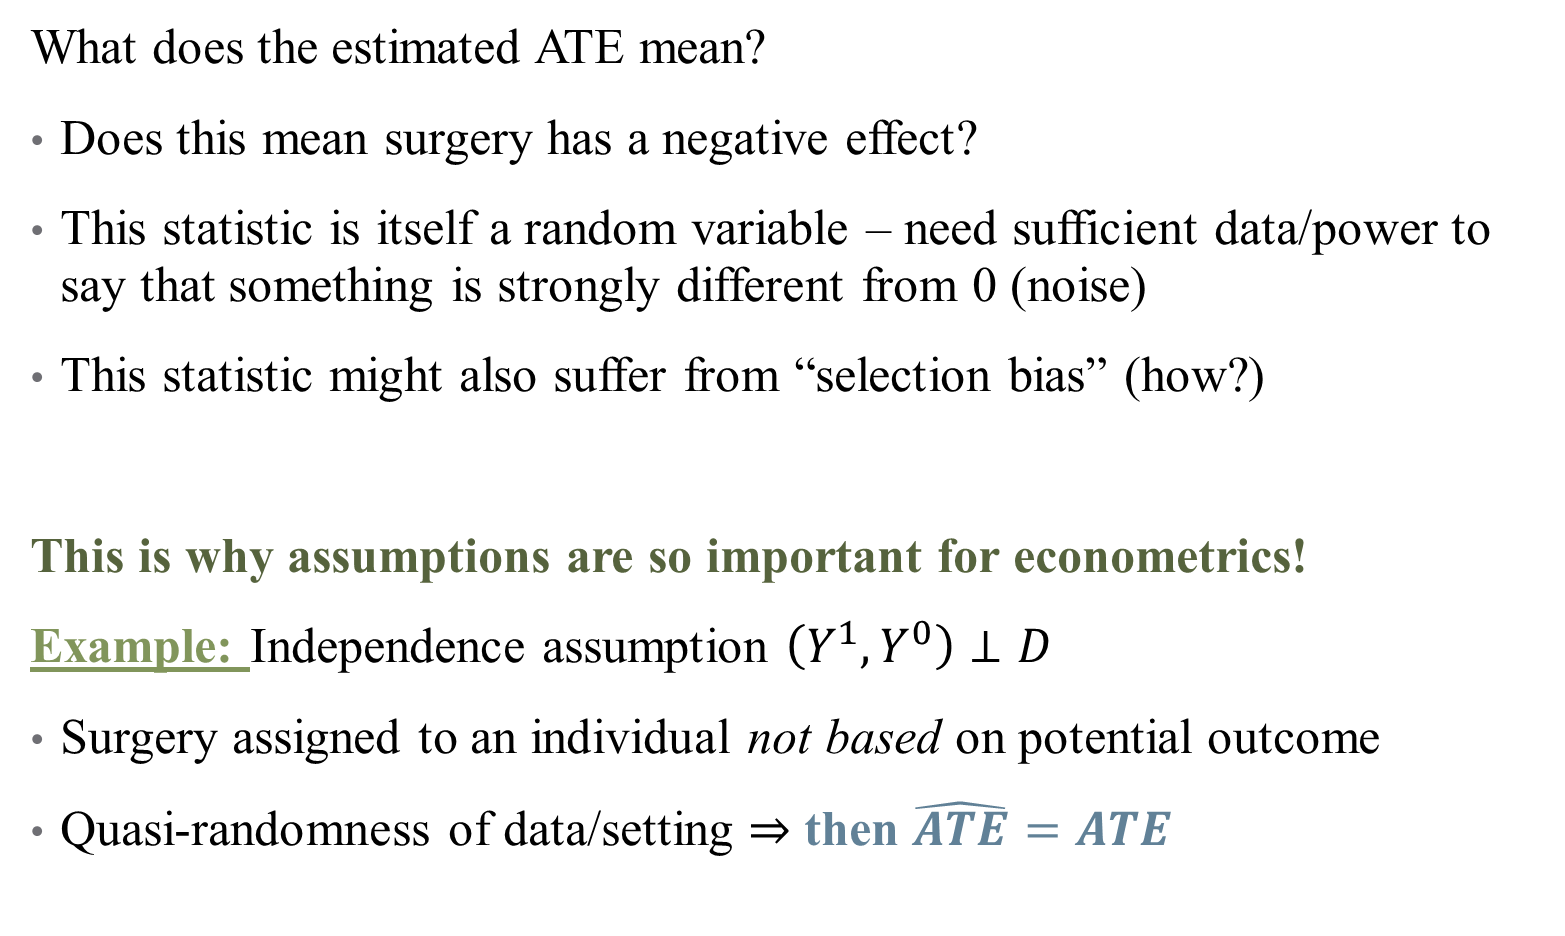 What does the estimated ATE mean?
• Does this mean surgery has a negative effect?
• This statistic is itself a random variable – need sufficient data/power to
say that something is strongly different from 0 (noise)
• This statistic might also suffer from “selection bias” (how?)
This is why assumptions are so important for econometrics!
Example: Independence assumption (Y¹, Y⁰) ⊥ D
• Surgery assigned to an individual not based on potential outcome
• Quasi-randomness of data/setting ⇒ then \widehat{ATE} = ATE